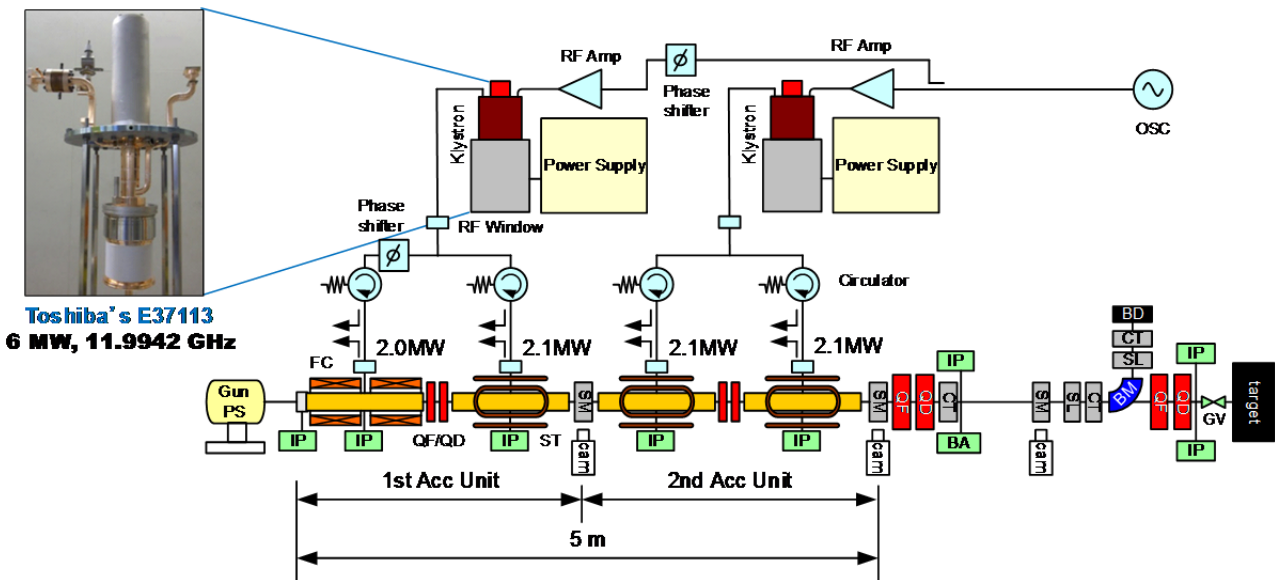 RF Amp
RF Amp
ϕ
Phase
shifter
OSC
Klystron
Power Supply
Klystron
Power Supply
Phase
shifter
RF Window
ϕ
Circulator
Toshiba's E37113
6 MW, 11.9942 GHz
2.0MW
2.1MW
2.1MW
2.1MW
FC
Gun
PS
IP
IP
QF/QD
IP
ST
SM
cam
IP
IP
SM
cam
QF
QD
CT
IP
BA
SM
cam
SL
CT
BM
BD
CT
SL
QF
QD
IP
IP
GV
target
1st Acc Unit
2nd Acc Unit
5 m